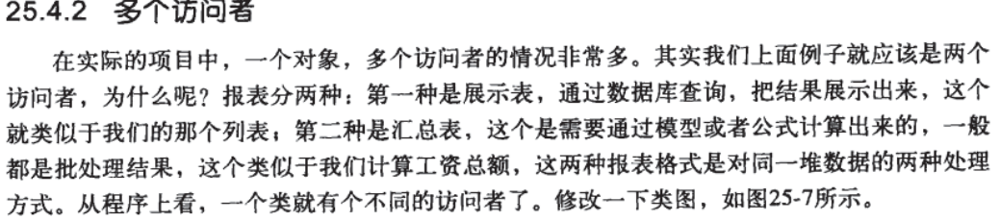 25.4.2 多个访问者
在实际的项目中，一个对象，多个访问者的情况非常多。其实我们上面例子就应该是两个
访问者，为什么呢？报表分两种：第一种是展示表，通过数据库查询，把结果展示出来，这个
就类似于我们的那个列表；第二种是汇总表，这个是需要通过模型或者公式计算出来的，一般
都是批处理结果，这个类似于我们计算工资总额，这两种报表格式是对同一堆数据的两种处理
方式。从程序上看，一个类就有个不同的访问者了。修改一下类图，如图25-7所示。